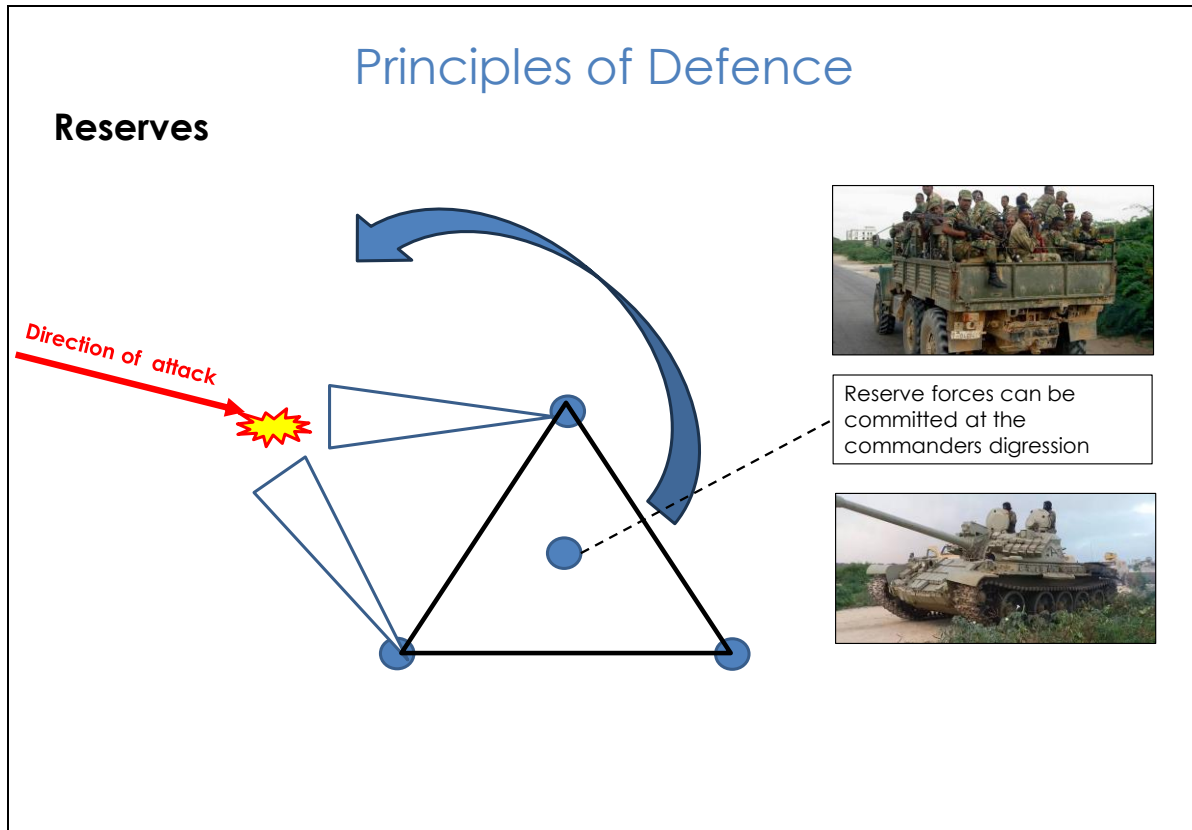 Principles of Defence
Reserves
Direction of attack
Reserve forces can be
committed at the
commanders digression